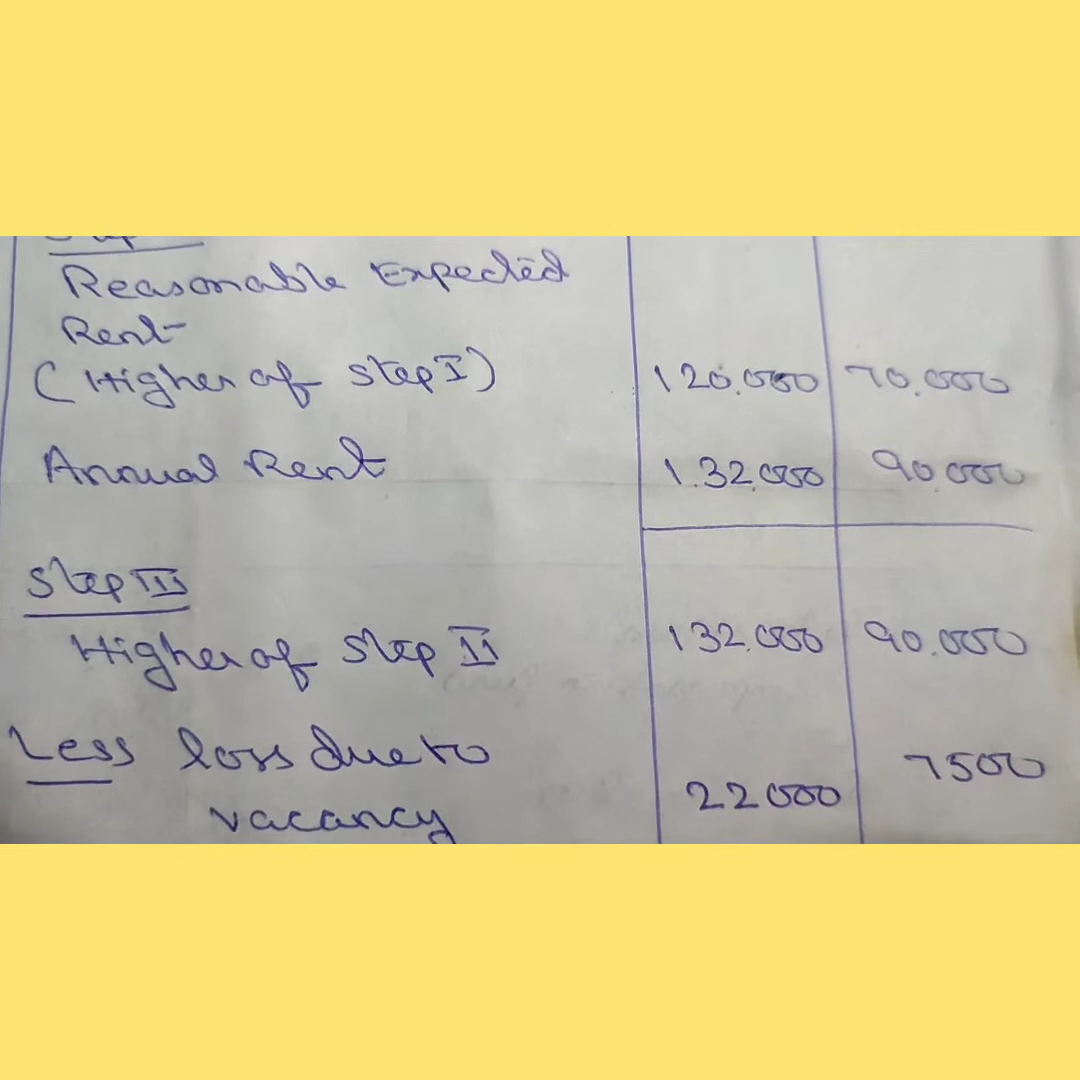 Reasonable Expected
Rent
(Higher of Step I) 120.000 70.000
Annual Rent 1.32.000 90.000
Step III
Higher of Step II 132.000 90.000
Less loss due to 7500
vacancy 22000